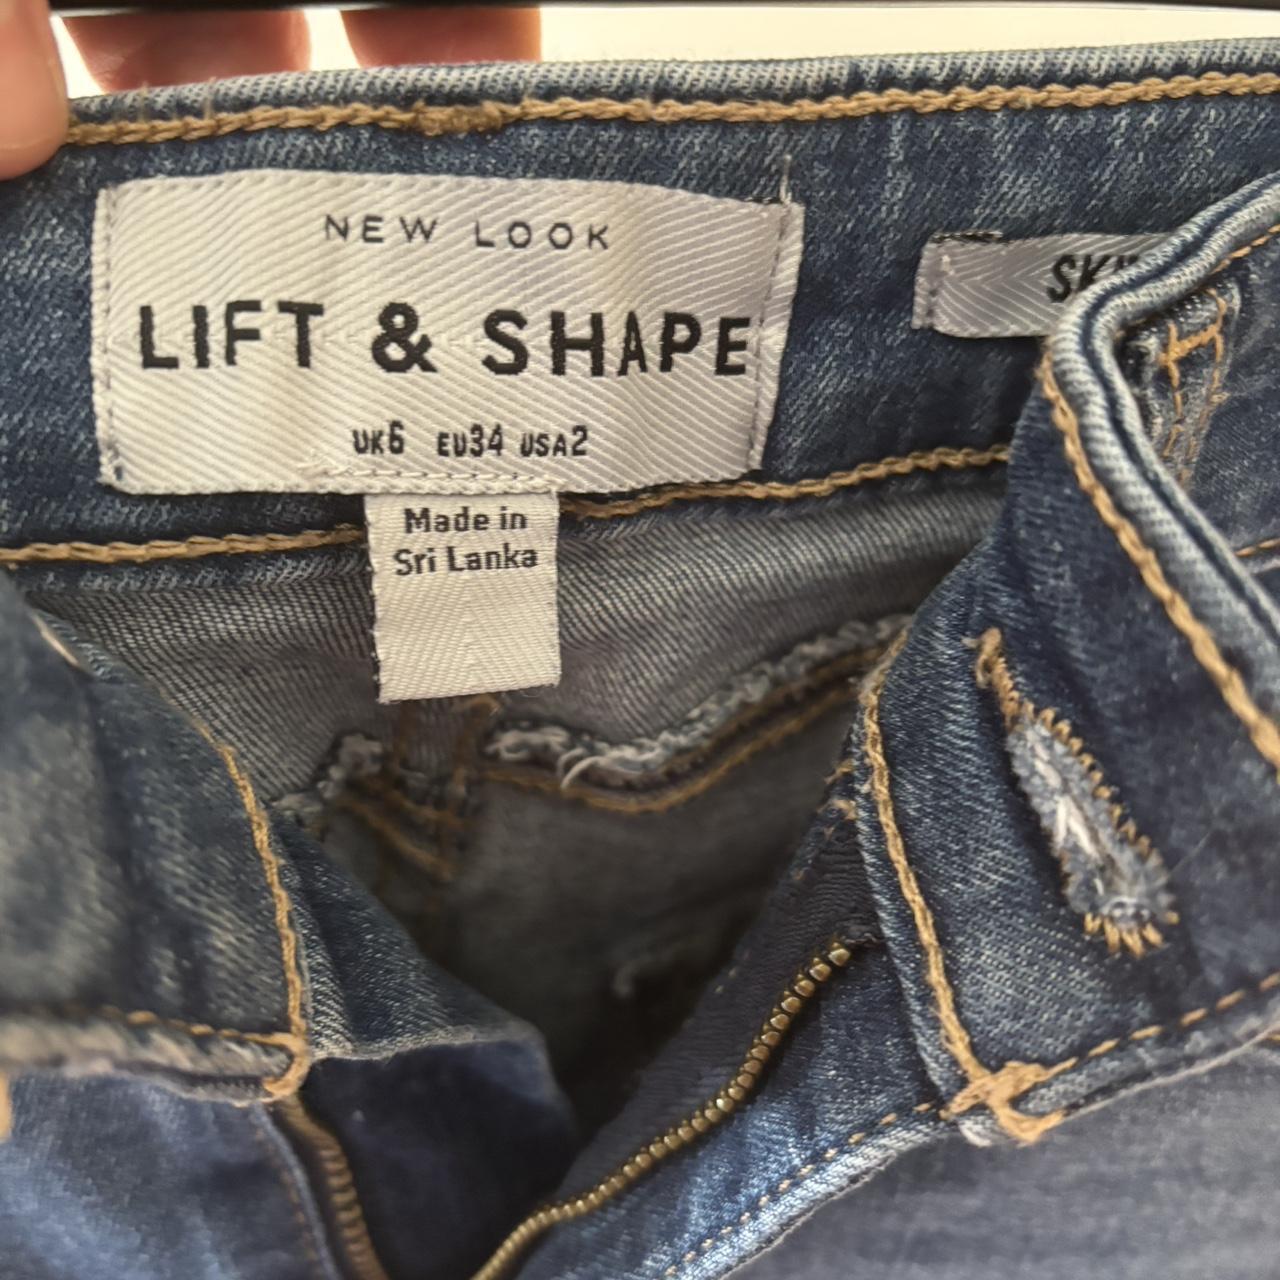 NEW LOOK
LIFT & SHAPE
UK6 EU34 USA2
Made in
Sri Lanka